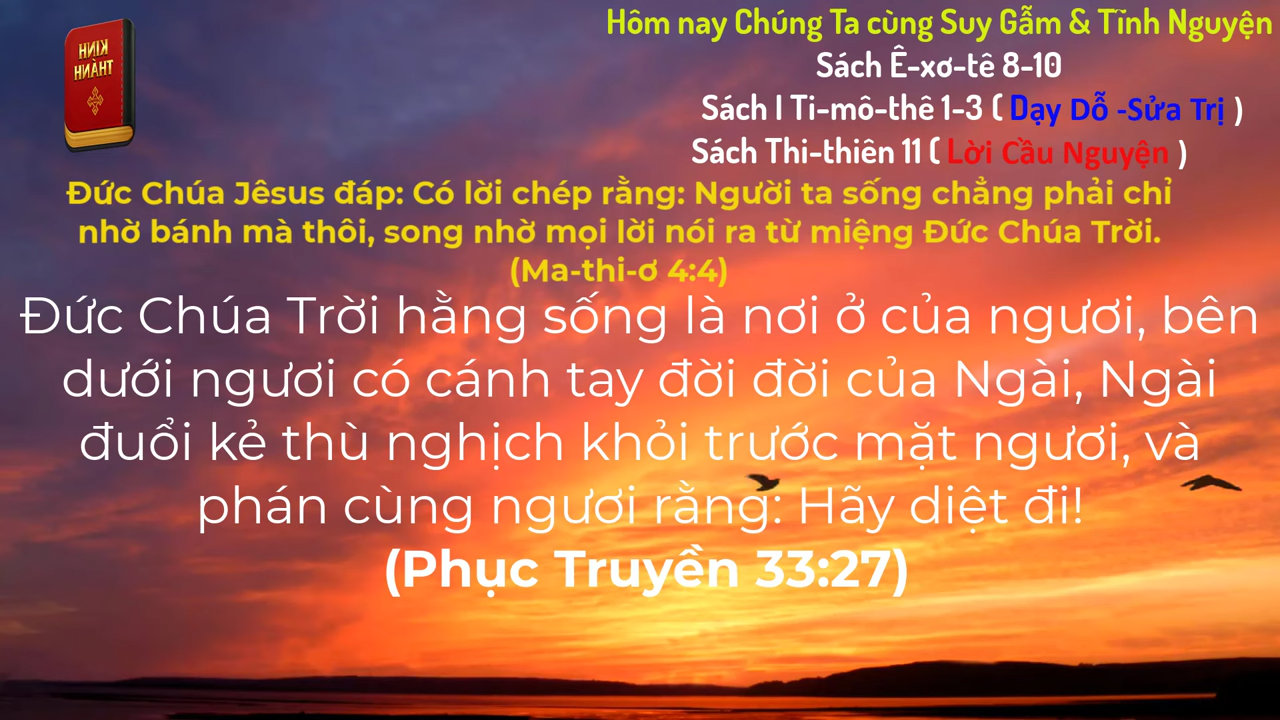 KINH
THÁNH
Hôm nay Chúng Ta cùng Suy Gẫm & Tĩnh Nguyện
Sách Ê-xơ-tê 8-10
Sách I Ti-mô-thê 1-3 ( Dạy Dỗ -Sửa Trị )
Sách Thi-thiên 11 ( Lời Cầu Nguyện )
Đức Chúa Jêsus đáp: Có lời chép rằng: Người ta sống chẳng phải chỉ
nhờ bánh mà thôi, song nhờ mọi lời nói ra từ miệng Đức Chúa Trời.
(Ma-thi-ơ 4:4)
Đức Chúa Trời hằng sống là nơi ở của ngươi, bên
dưới ngươi có cánh tay đời đời của Ngài, Ngài
đuổi kẻ thù nghịch khỏi trước mặt ngươi, và
phán cùng ngươi rằng: Hãy diệt đi!
(Phục Truyền 33:27)